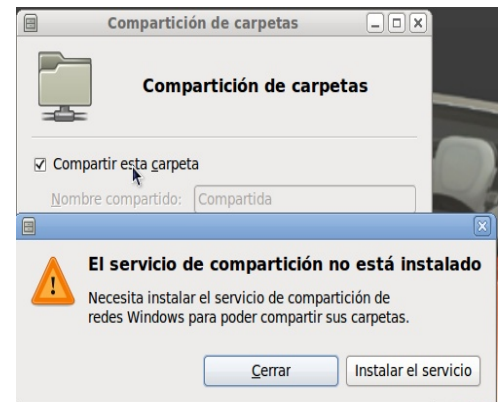 Compartición de carpetas
Compartición de carpetas
Compartir esta carpeta
Nombre compartido: Compartida
El servicio de compartición no está instalado
Necesita instalar el servicio de compartición de
redes Windows para poder compartir sus carpetas.
Cerrar Instalar el servicio